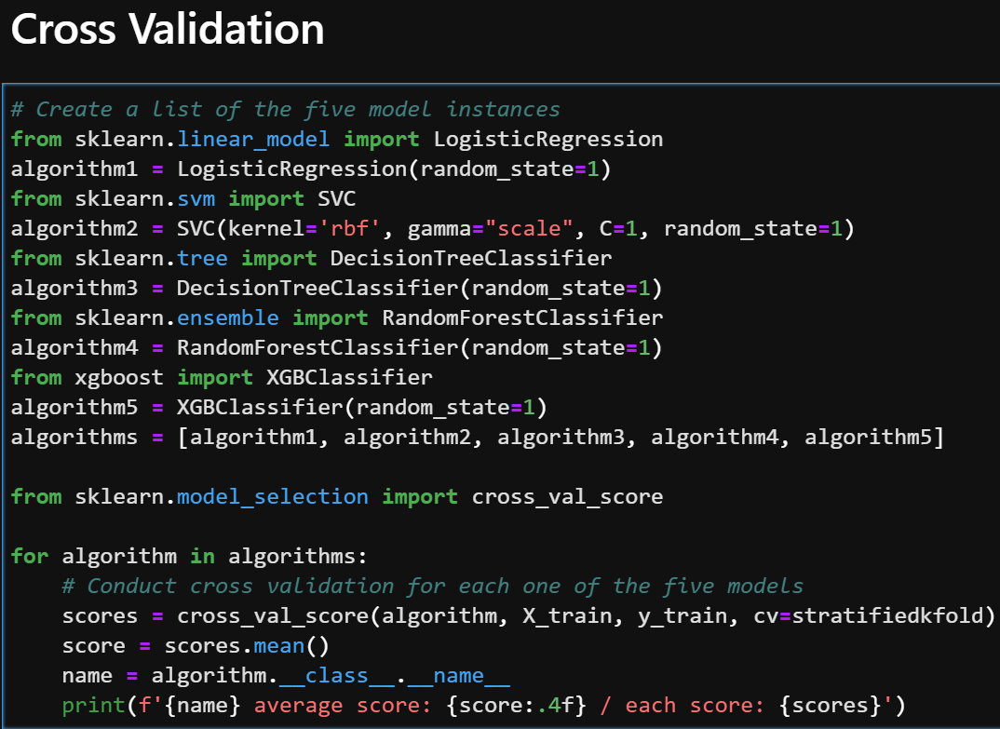 Cross Validation
# Create a list of the five model instances
from sklearn.linear_model import LogisticRegression
algorithm1 = LogisticRegression(random_state=1)
from sklearn.svm import SVC
algorithm2 = SVC(kernel='rbf', gamma="scale", C=1, random_state=1)
from sklearn.tree import DecisionTreeClassifier
algorithm3 = DecisionTreeClassifier(random_state=1)
from sklearn.ensemble import RandomForestClassifier
algorithm4 = RandomForestClassifier(random_state=1)
from xgboost import XGBClassifier
algorithm5 = XGBClassifier(random_state=1)
algorithms = [algorithm1, algorithm2, algorithm3, algorithm4, algorithm5]
from sklearn.model_selection import cross_val_score
for algorithm in algorithms:
    # Conduct cross validation for each one of the five models
    scores = cross_val_score(algorithm, X_train, y_train, cv=stratifiedkfold)
    score = scores.mean()
    name = algorithm.__class__.__name__
    print(f'{name} average score: {score:.4f} / each score: {scores}')